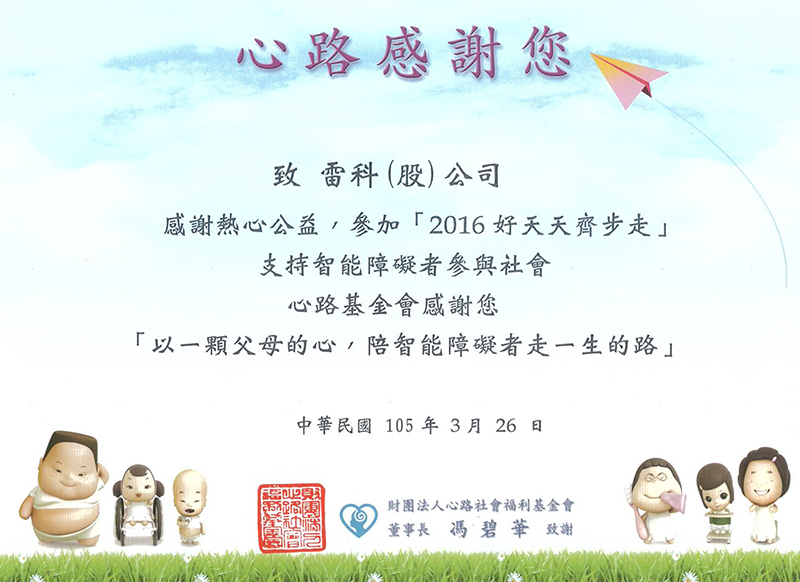 心路感謝您
致 雷科(股)公司
感謝熱心公益，參加「2016 好天天齊步走」
支持智能障礙者參與社會
心路基金會感謝您
「以一顆父母的心，陪智能障礙者走一生的路」
中華民國 105 年 3 月 26 日
財團法人心路社會福利基金會
董事長 馮碧華 致謝